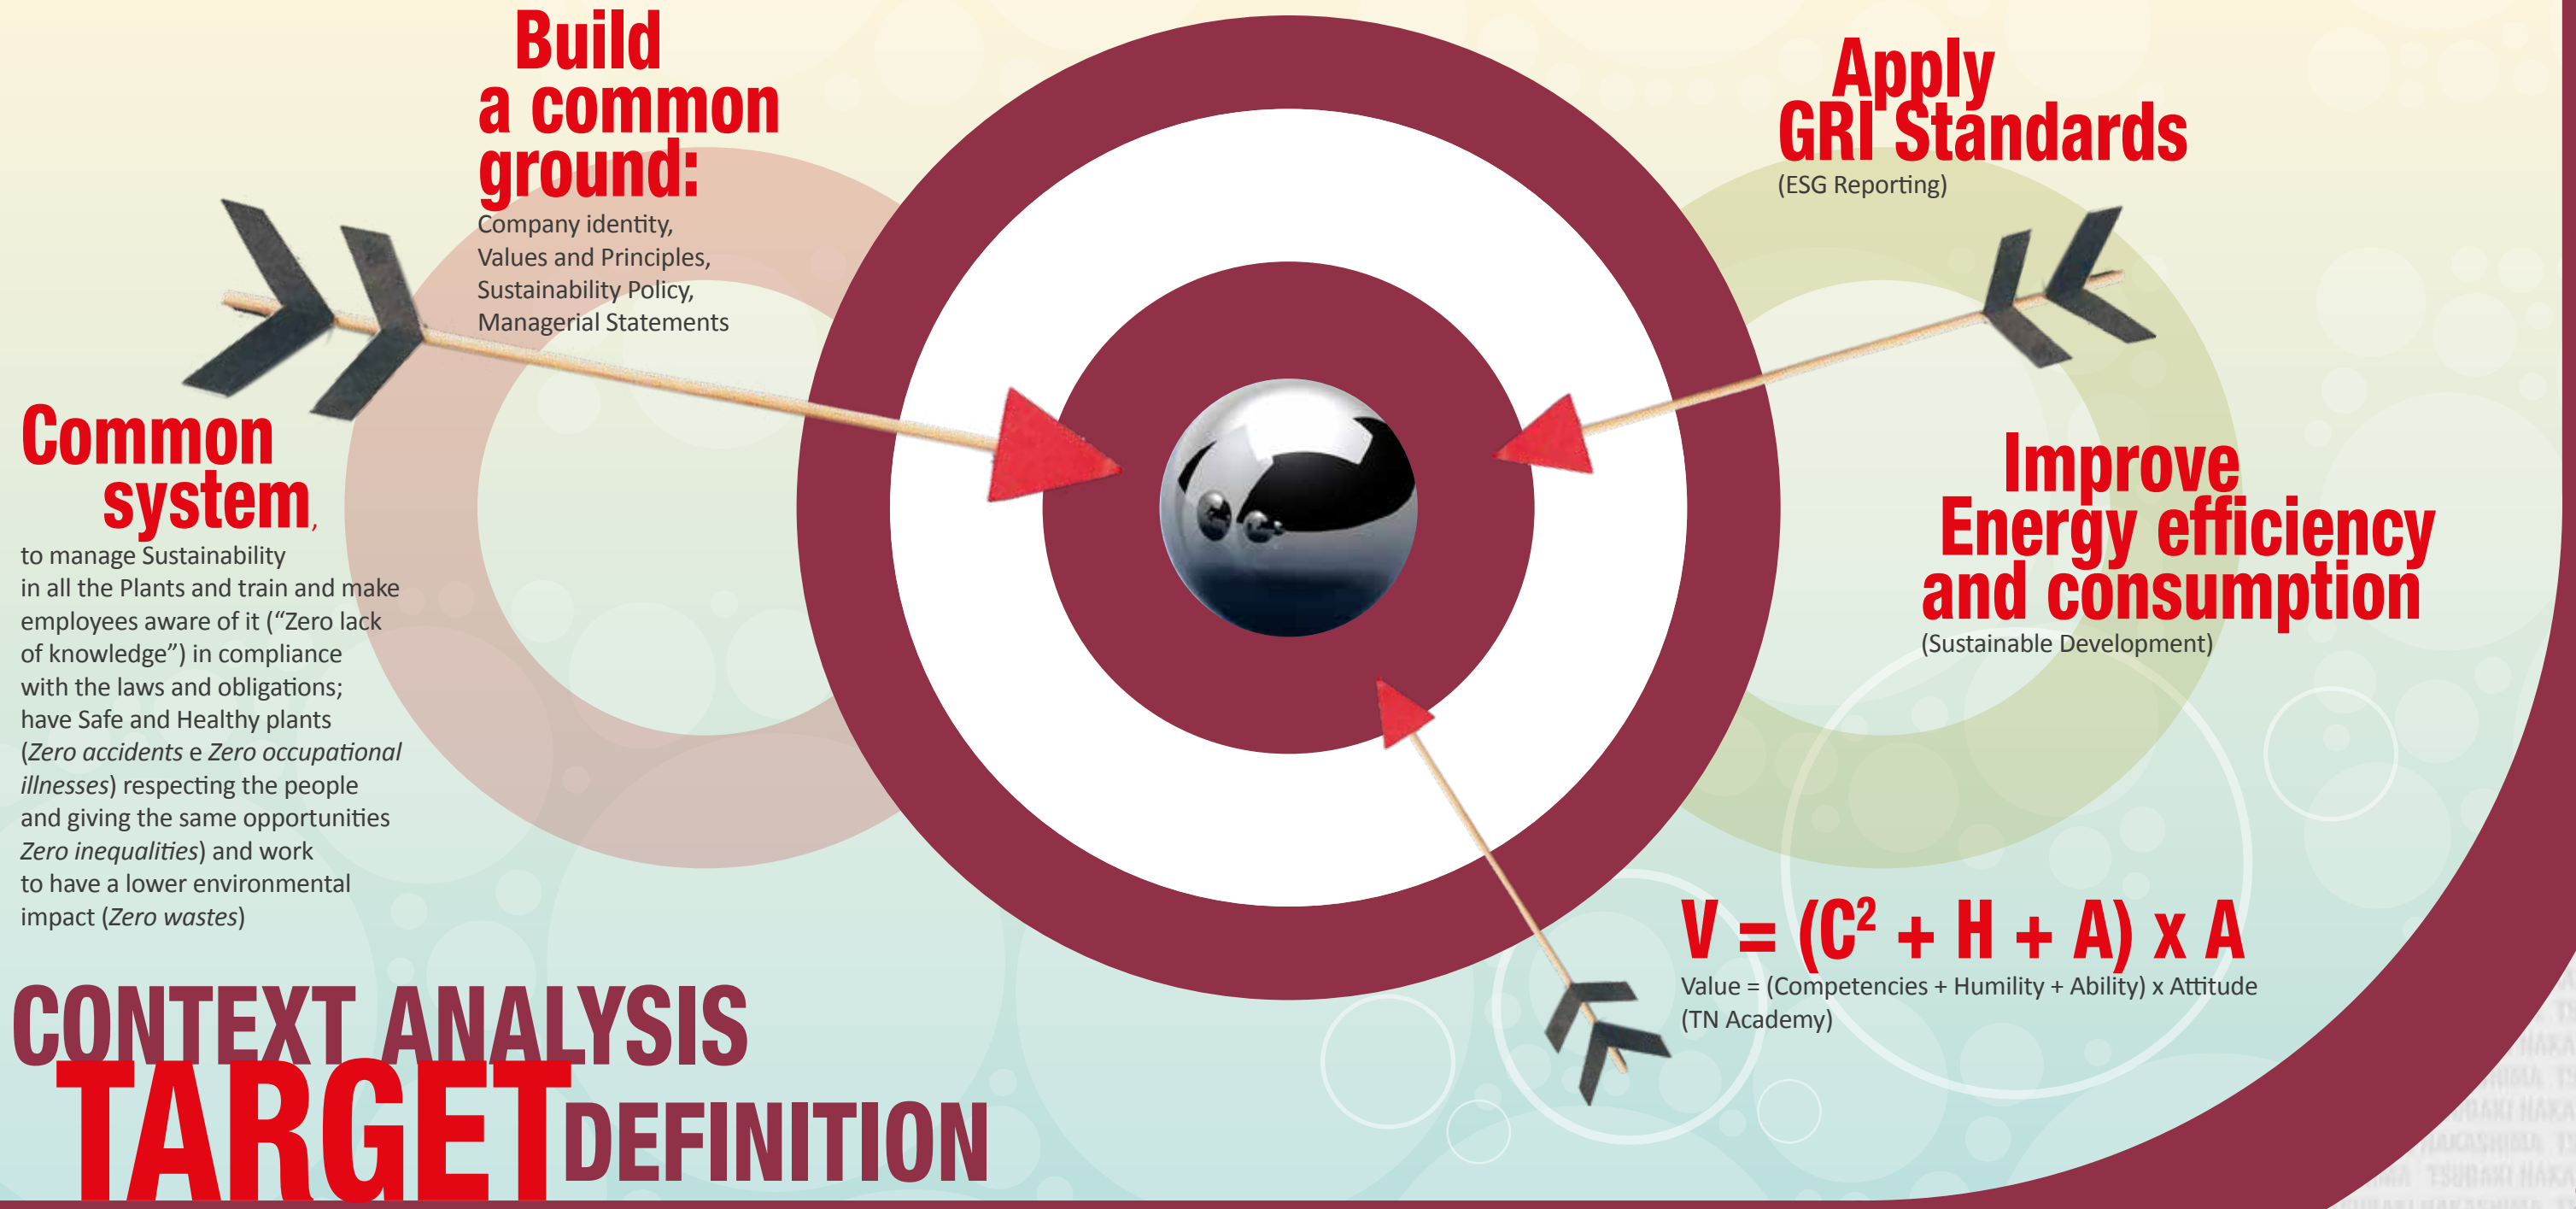 Build
a common
ground:
Company identity,
Values and Principles,
Sustainability Policy,
Managerial Statements
Common
system,
to manage Sustainability
in all the Plants and train and make
employees aware of it (“Zero lack
of knowledge”) in compliance
with the laws and obligations;
have Safe and Healthy plants
(Zero accidents e Zero occupational
illnesses) respecting the people
and giving the same opportunities
Zero inequalities) and work
to have a lower environmental
impact (Zero wastes)
Apply
GRI Standards
(ESG Reporting)
Improve
Energy efficiency
and consumption
(Sustainable Development)
V = (C² + H + A) x A
Value = (Competencies + Humility + Ability) x Attitude
(TN Academy)
CONTEXT ANALYSIS
TARGET DEFINITION